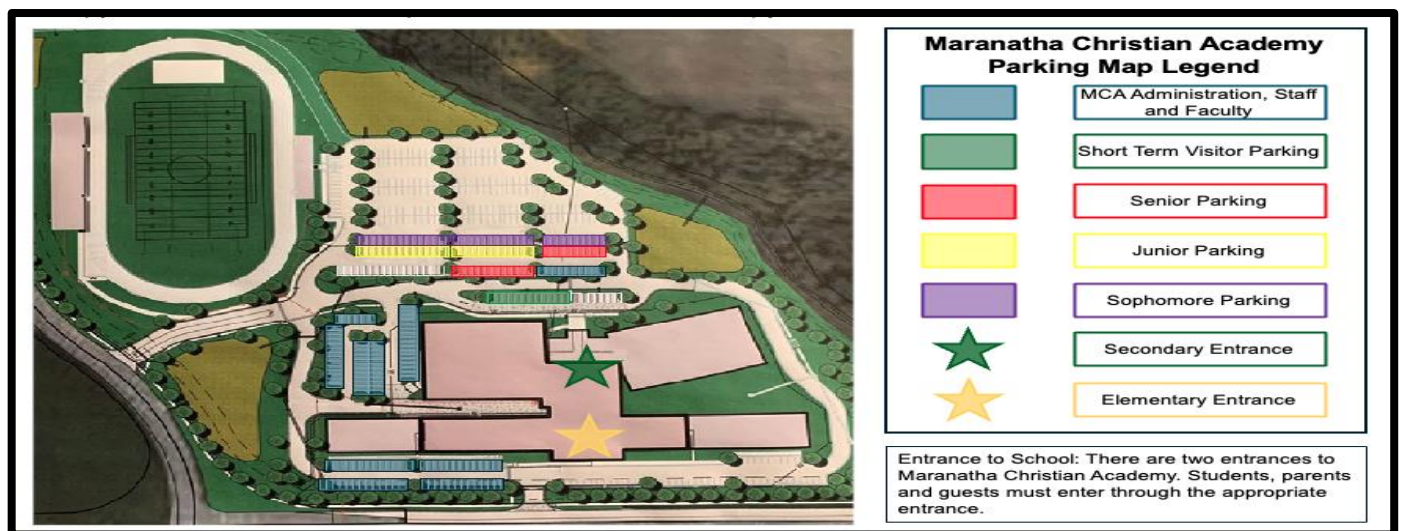 Maranatha Christian Academy
Parking Map Legend
MCA Administration, Staff
and Faculty
Short Term Visitor Parking
Senior Parking
Junior Parking
Sophomore Parking
Secondary Entrance
Elementary Entrance
Entrance to School: There are two entrances to
Maranatha Christian Academy. Students, parents
and guests must enter through the appropriate
entrance.